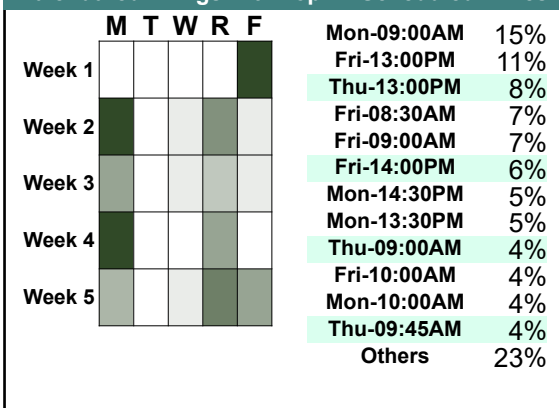 M T W R F
Week 1
Week 2
Week 3
Week 4
Week 5
Mon-09:00AM 15%
Fri-13:00PM 11%
Thu-13:00PM 8%
Fri-08:30AM 7%
Fri-09:00AM 7%
Fri-14:00PM 6%
Mon-14:30PM 5%
Mon-13:30PM 5%
Thu-09:00AM 4%
Fri-10:00AM 4%
Mon-10:00AM 4%
Thu-09:45AM 4%
Others 23%